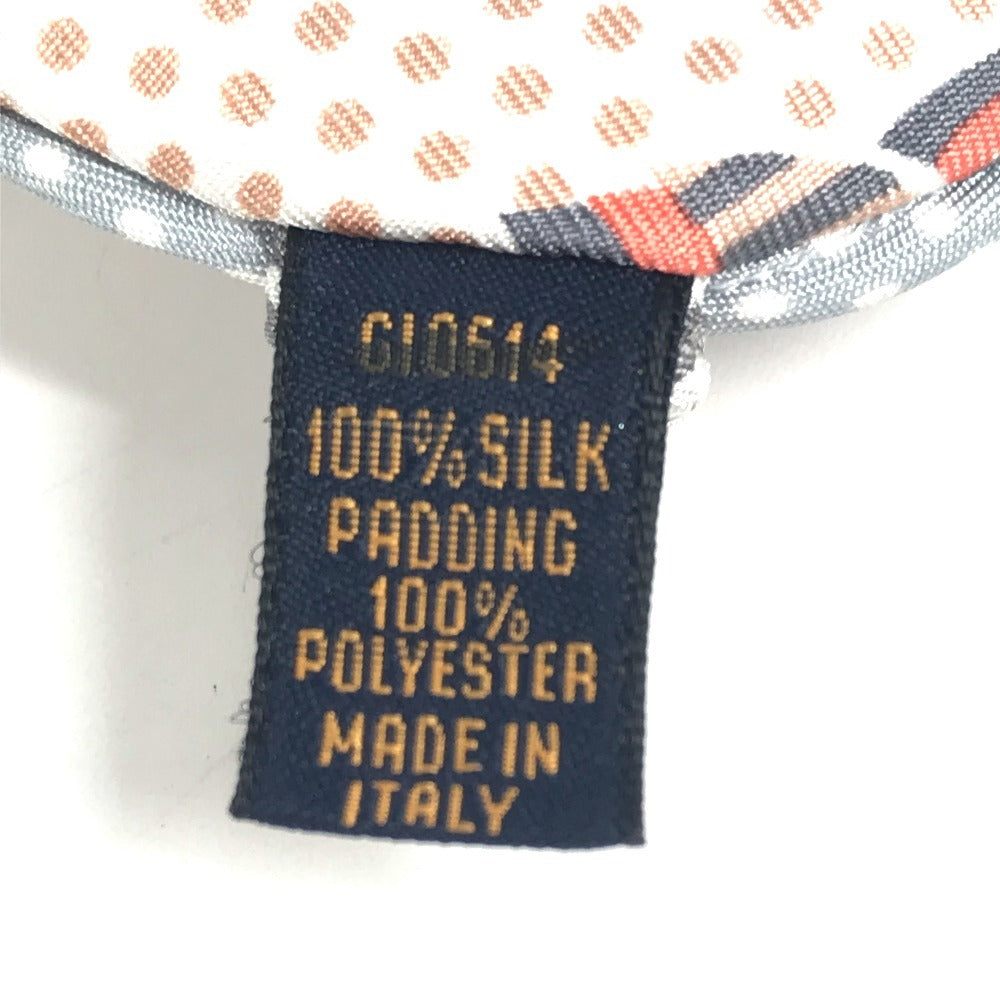 GI0614
100% SILK
PADDING
100%
POLYESTER
MADE IN
ITALY